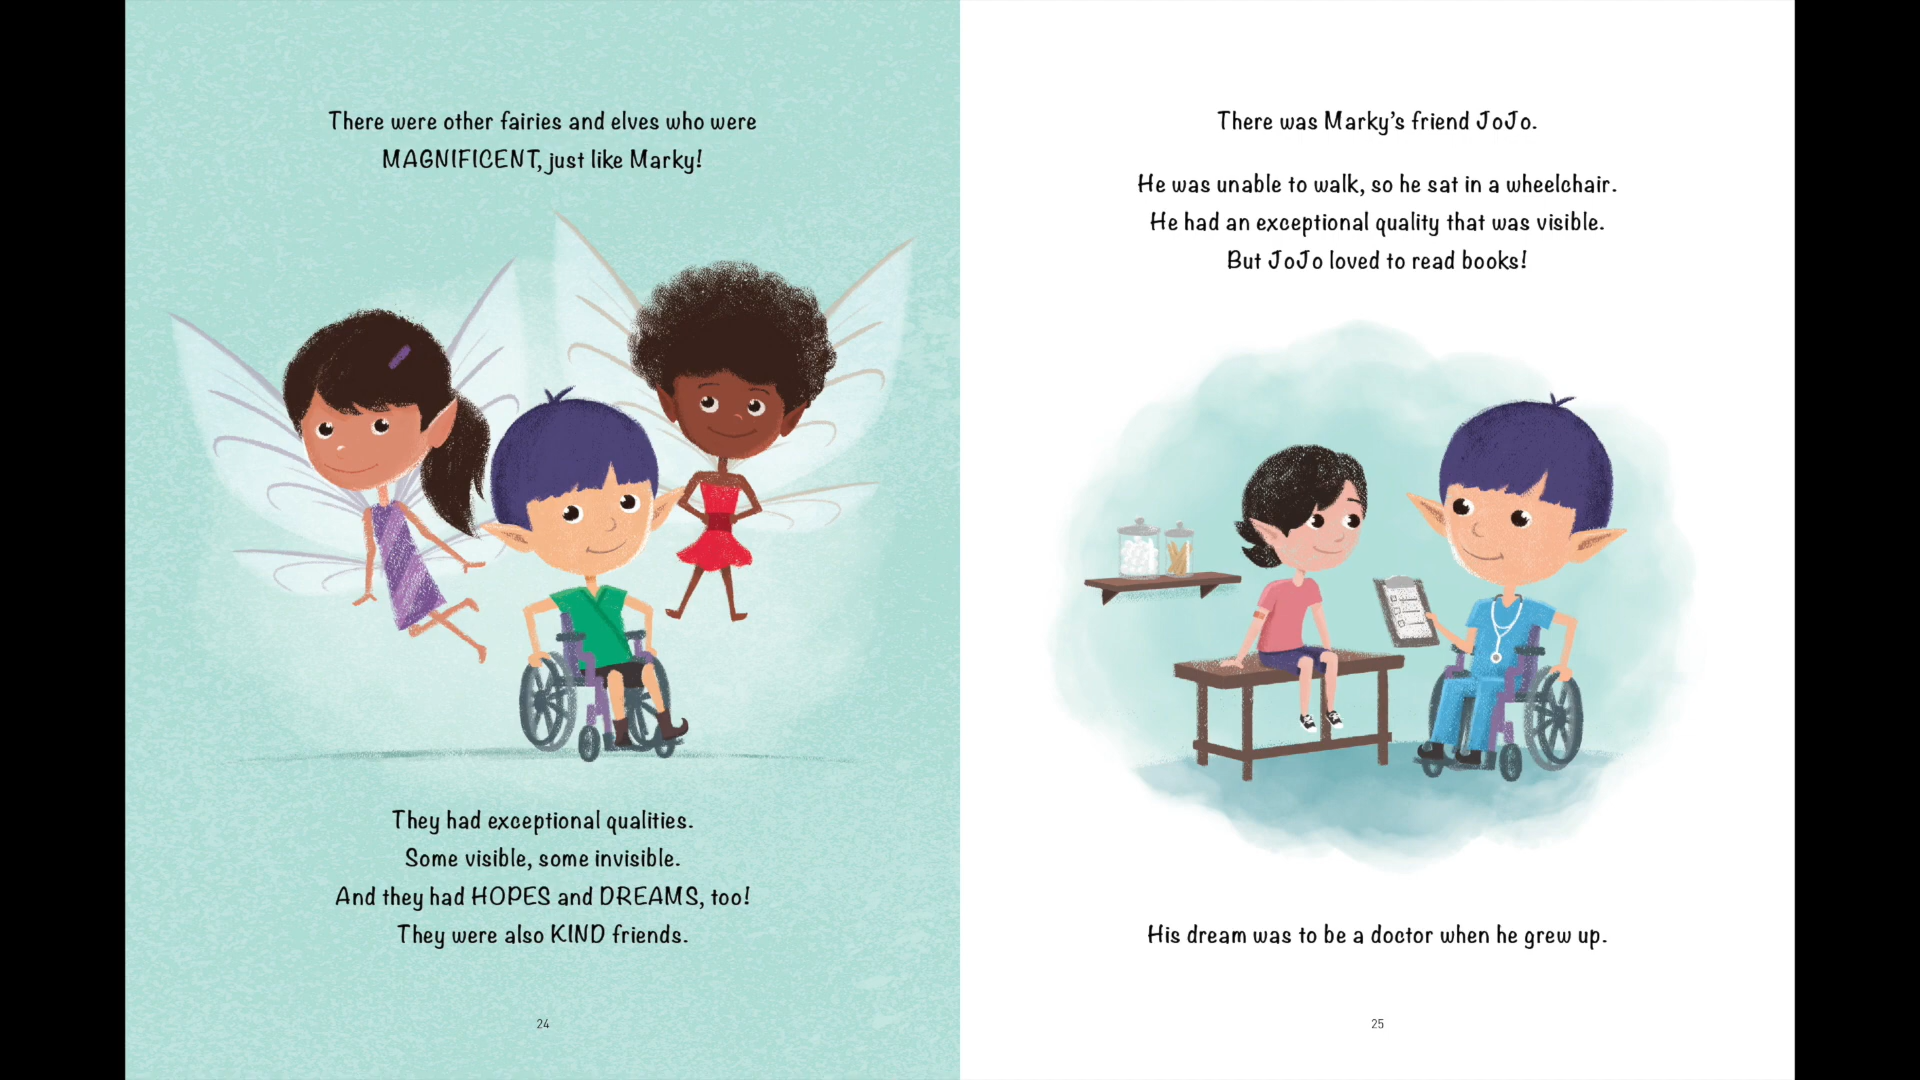 There were other fairies and elves who were
MAGNIFICENT, just like Marky!
They had exceptional qualities.
Some visible, some invisible.
And they had HOPES and DREAMS, too!
They were also KIND friends.
24
There was Marky's friend JoJo.
He was unable to walk, so he sat in a wheelchair.
He had an exceptional quality that was visible.
But JoJo loved to read books!
His dream was to be a doctor when he grew up.
25